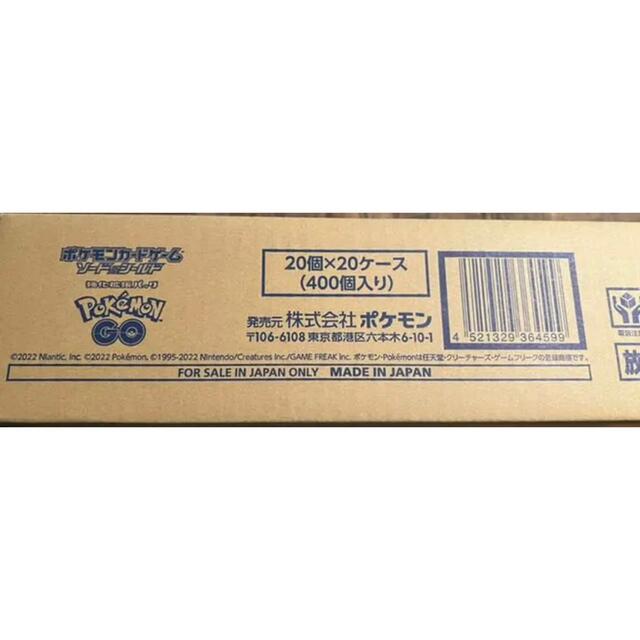 ポケモンカードゲーム
ソード&シールド
強化拡張パック
POKÉMON
GO
20個×20ケース
(400個入り)
発売元 株式会社 ポケモン
〒106-6108 東京都港区六本木6-10-1
4 521329 364599
©2022 Niantic, Inc. ©2022 Pokémon. ©1995-2022 Nintendo/Creatures Inc./GAME FREAK Inc. ポケモン・Pokémonは任天堂・クリーチャーズ・ゲームフリークの登録商標です。
FOR SALE IN JAPAN ONLY MADE IN JAPAN